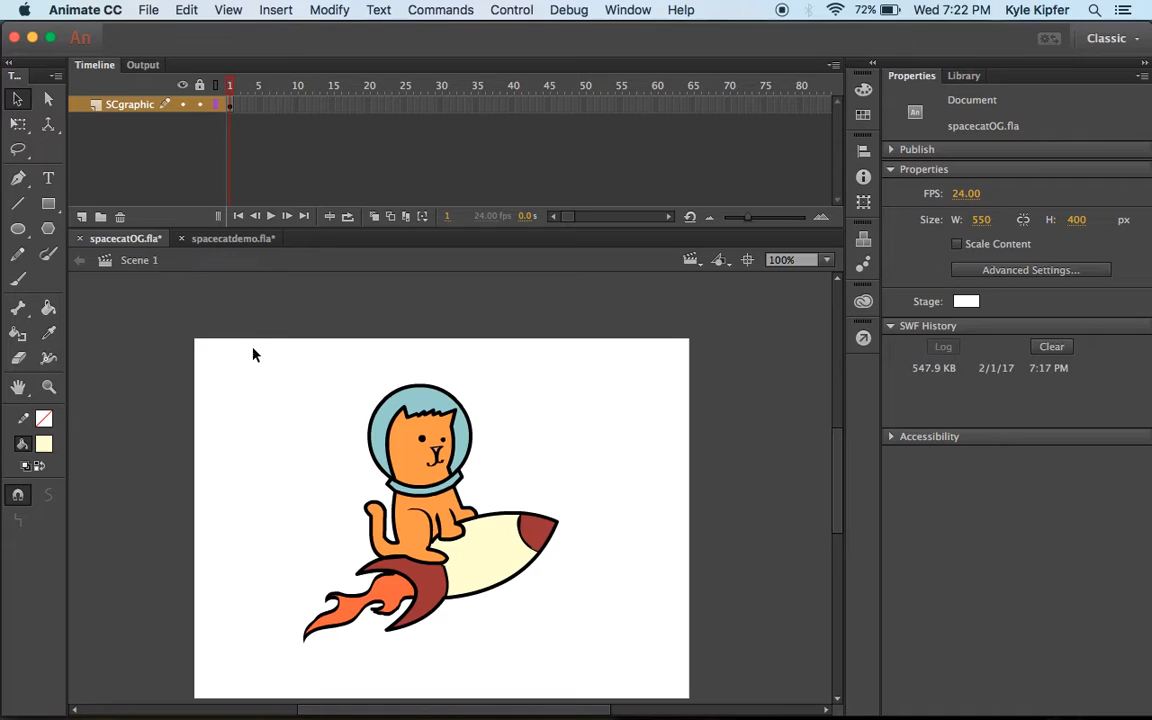 Animate CC File Edit View Insert Modify Text Commands Control Debug Window Help 72% Wed 7:22 PM Kyle Kipfer
An Classic
T... Timeline Output Properties Library
1 5 10 15 20 25 30 35 40 45 50 55 60 65 70 75 80
SCgraphic
Document
An spacecatOG.fla
Publish
Properties
FPS: 24.00
1 24.00 fps 0.0 s
Size: W: 550 H: 400 px
× spacecatOG.fla* × spacecatdemo.fla*
Scale Content
Scene 1 100%
Advanced Settings...
Stage:
SWF History
Log Clear
547.9 KB 2/1/17 7:17 PM
Accessibility
T
S